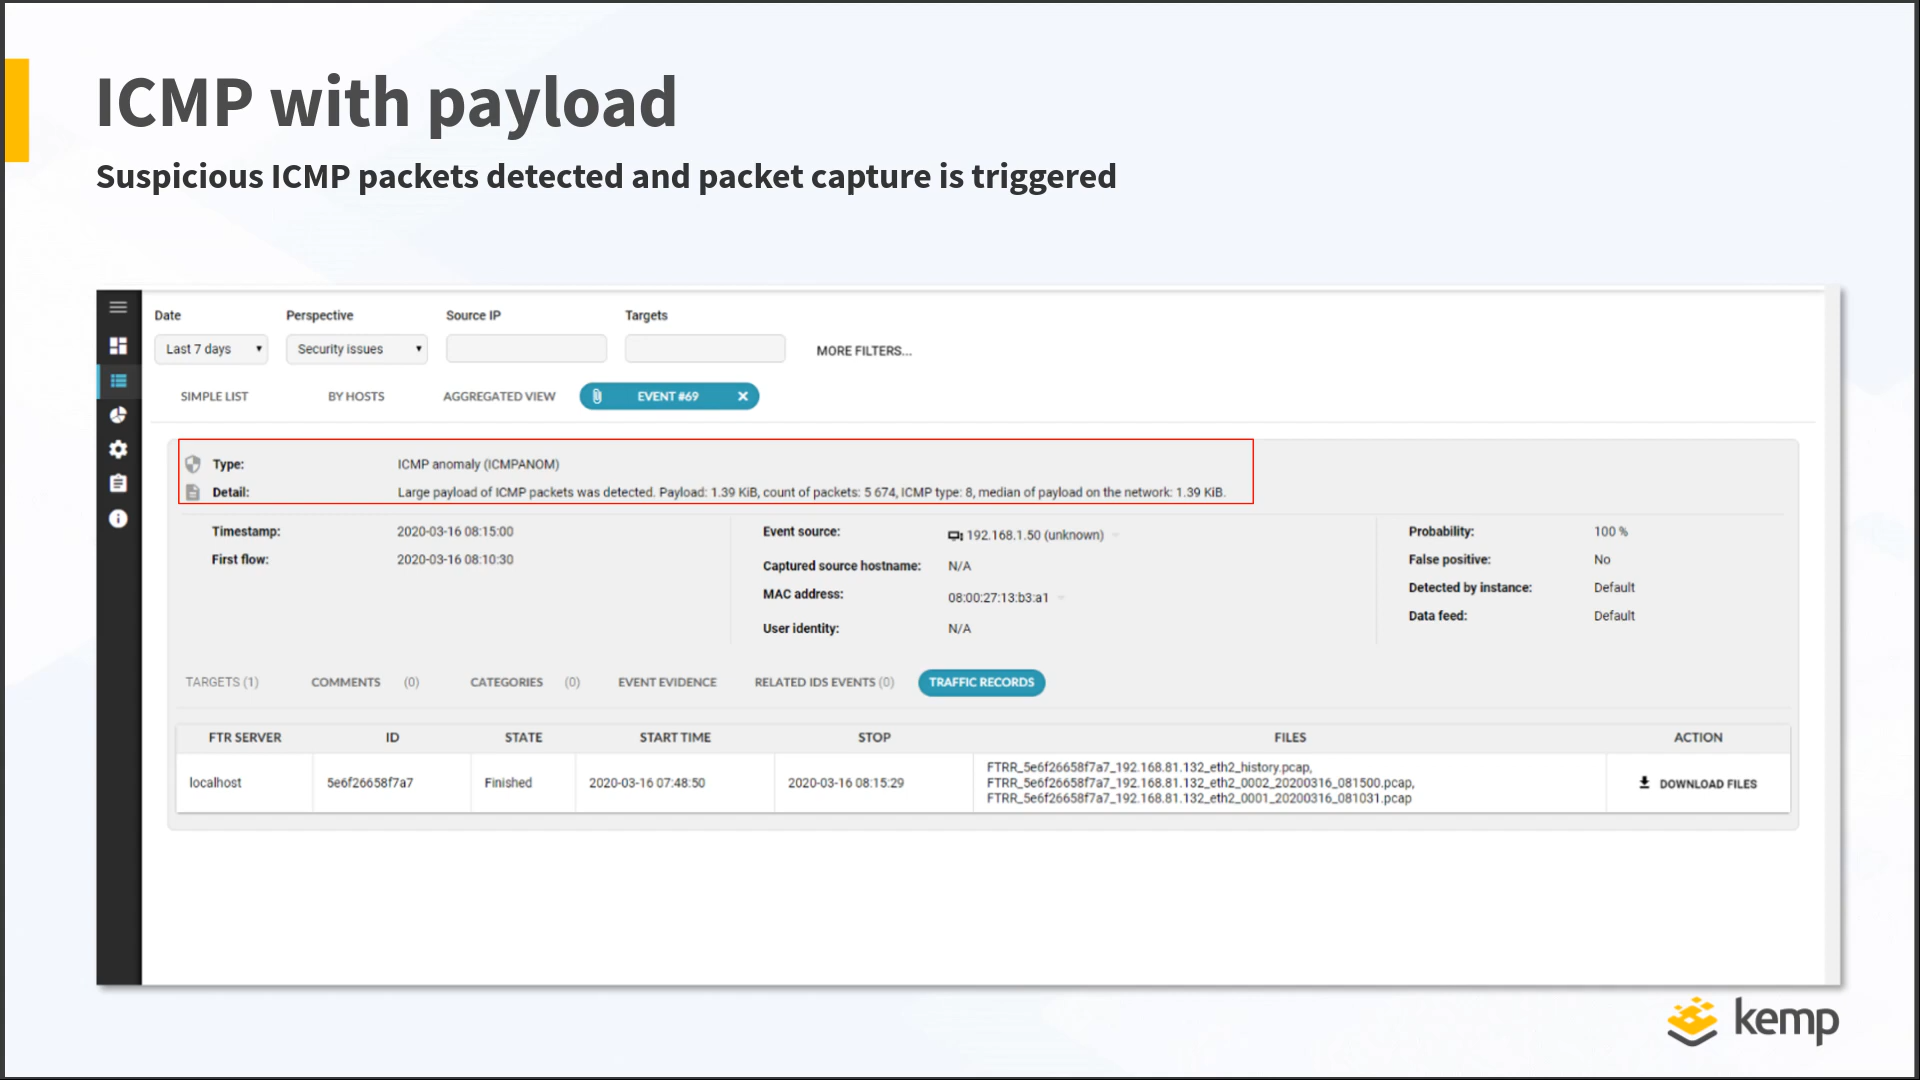 ICMP with payload
Suspicious ICMP packets detected and packet capture is triggered
Date Perspective Source IP Targets
Last 7 days Security issues MORE FILTERS...
SIMPLE LIST BY HOSTS AGGREGATED VIEW EVENT #69
Type: ICMP anomaly (ICMPANOM)
Detail: Large payload of ICMP packets was detected. Payload: 1.39 KiB, count of packets: 5 674, ICMP type: 8, median of payload on the network: 1.39 KiB.
Timestamp: 2020-03-16 08:15:00
First flow: 2020-03-16 08:10:30
Event source: 192.168.1.50 (unknown)
Captured source hostname: N/A
MAC address: 08:00:27:13:b3:a1
User identity: N/A
Probability: 100 %
False positive: No
Detected by instance: Default
Data feed: Default
TARGETS (1) COMMENTS (0) CATEGORIES (0) EVENT EVIDENCE RELATED IDS EVENTS (0) TRAFFIC RECORDS
FTR SERVER ID STATE START TIME STOP FILES ACTION
localhost 5e6f26658f7a7 Finished 2020-03-16 07:48:50 2020-03-16 08:15:29
FTRR_5e6f26658f7a7_192.168.81.132_eth2_history.pcap,
FTRR_5e6f26658f7a7_192.168.81.132_eth2_0002_20200316_081500.pcap,
FTRR_5e6f26658f7a7_192.168.81.132_eth2_0001_20200316_081031.pcap
DOWNLOAD FILES
kemp